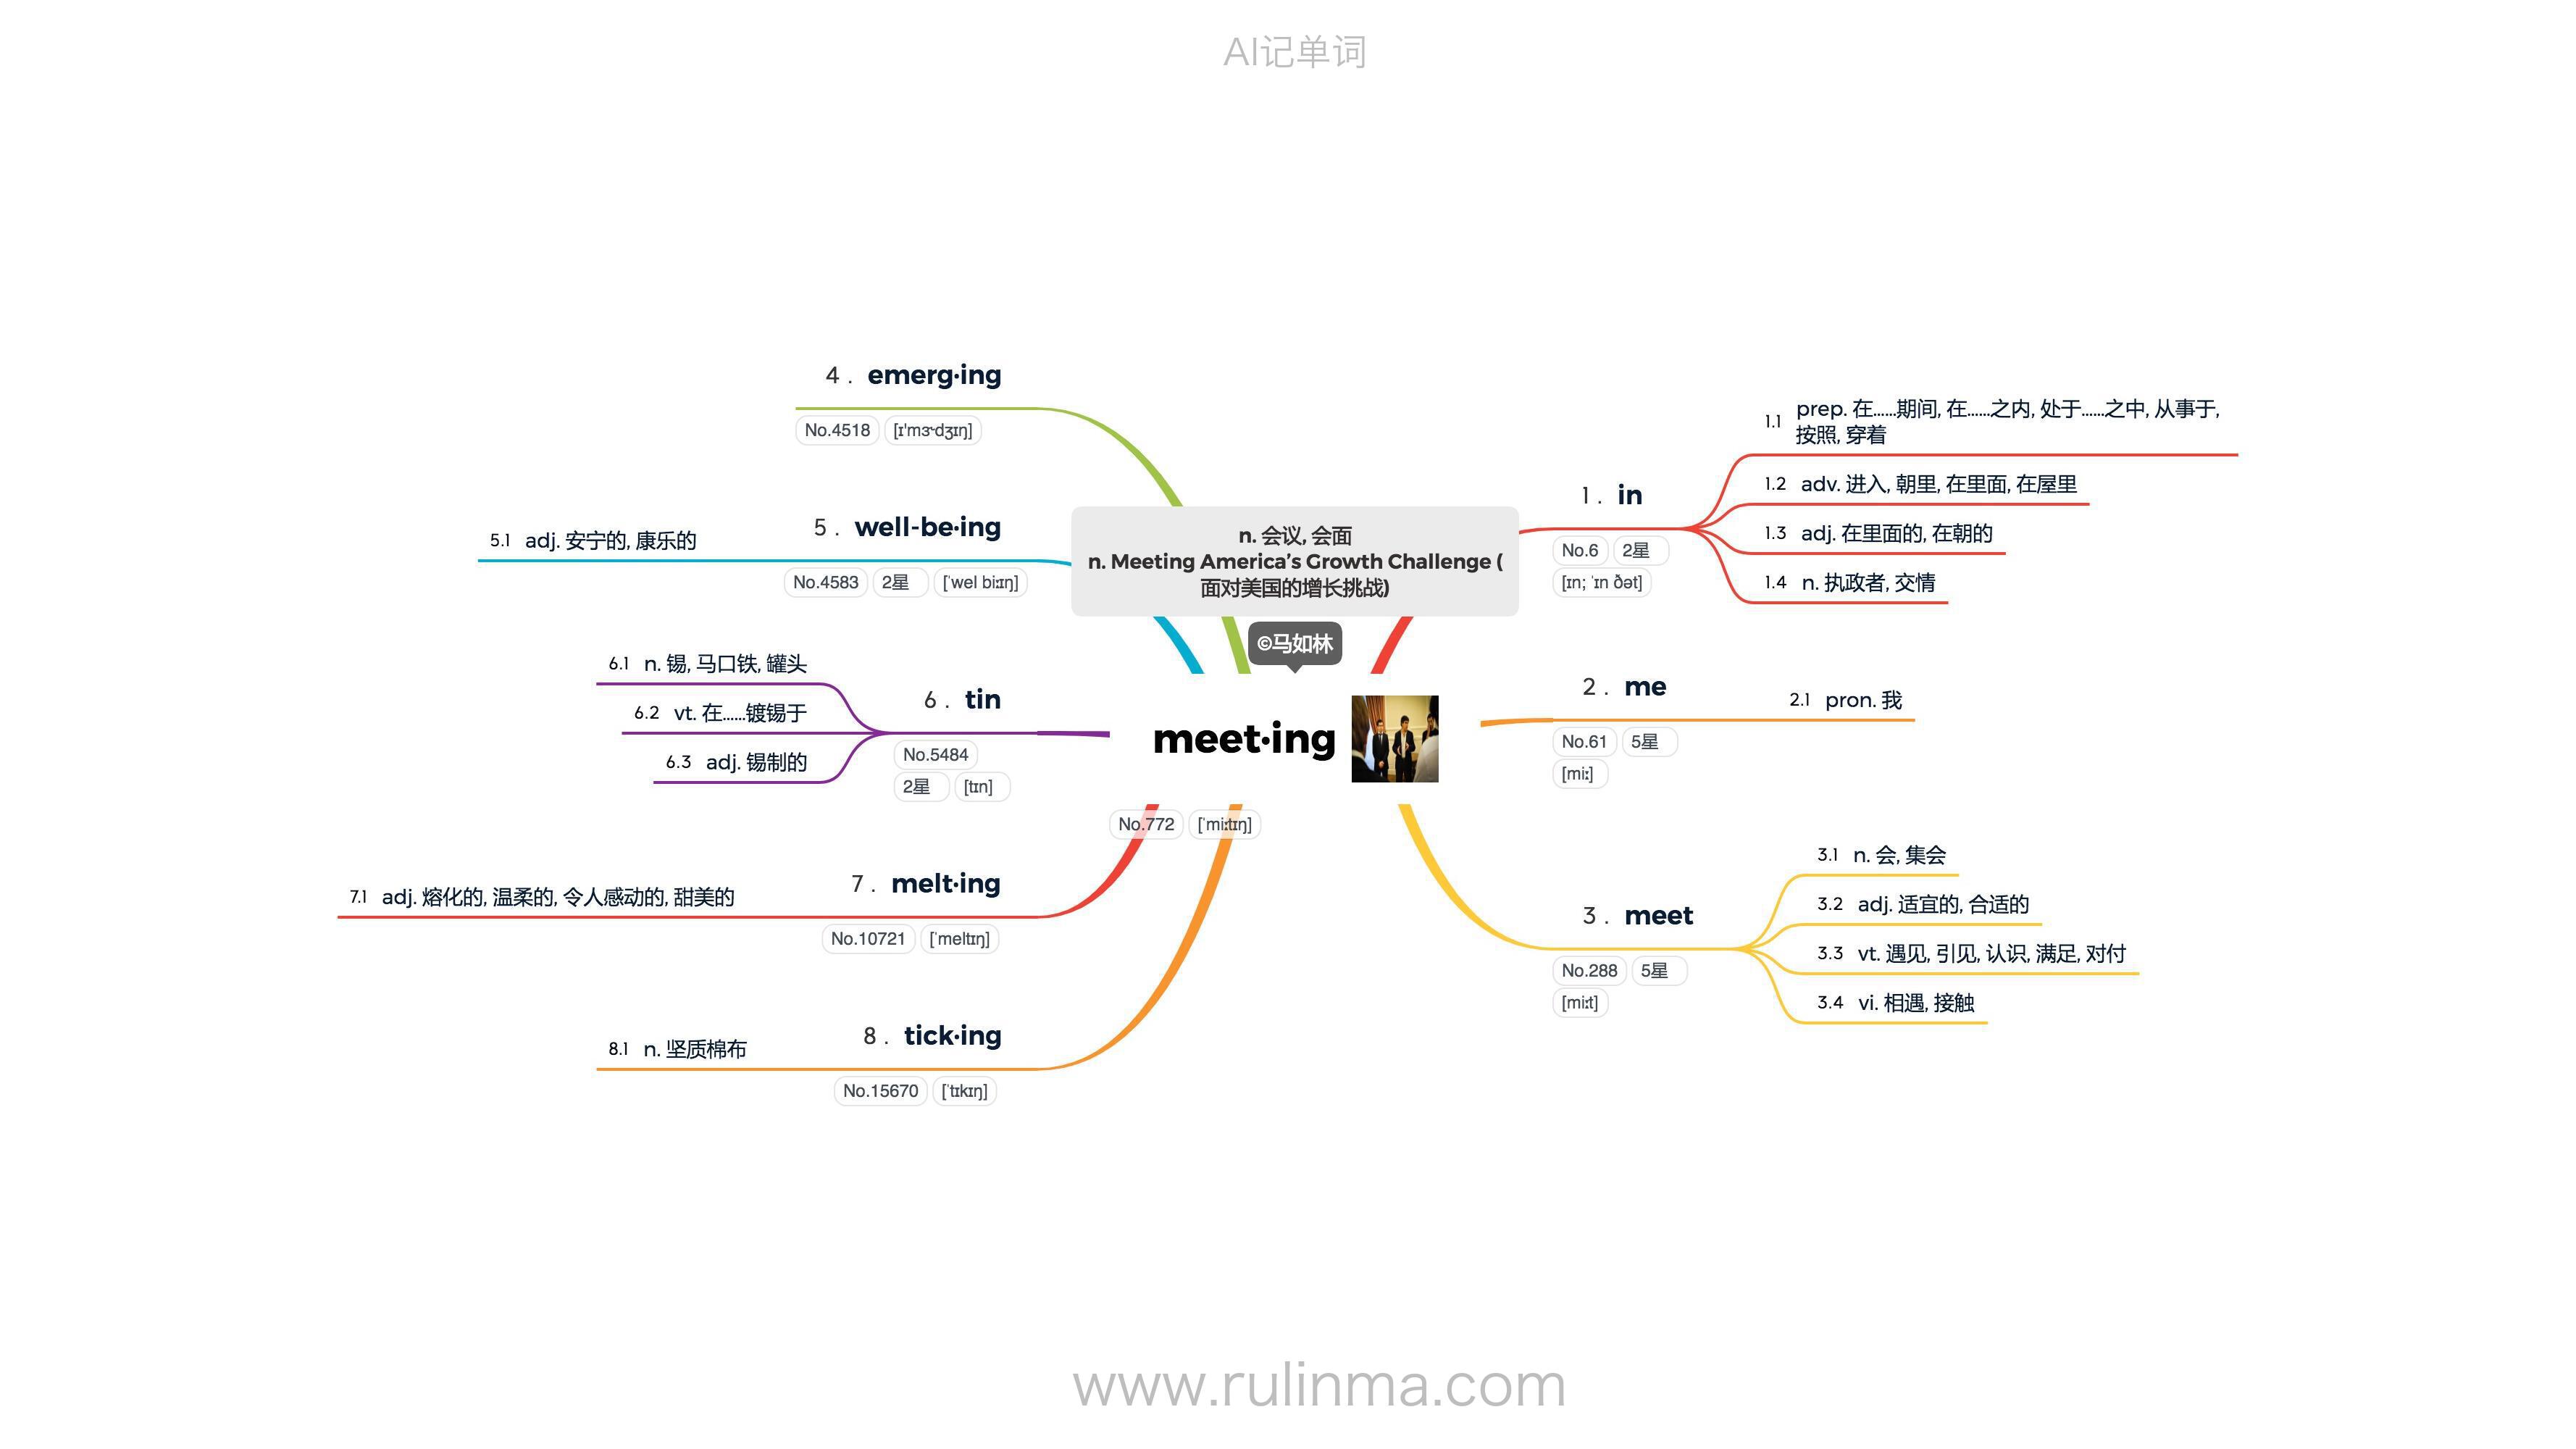 AI记单词
n. 会议, 会面
n. Meeting America’s Growth Challenge (
面对美国的增长挑战)
©马如林
meet·ing
No.772 [ˈmiːtɪŋ]
1 . in
No.6 2星
[ɪn; ˈɪn ðət]
1.1 prep. 在……期间, 在……之内, 处于……之中, 从事于,
按照, 穿着
1.2 adv. 进入, 朝里, 在里面, 在屋里
1.3 adj. 在里面的, 在朝的
1.4 n. 执政者, 交情
2 . me
No.61 5星
[miː]
2.1 pron. 我
3 . meet
No.288 5星
[miːt]
3.1 n. 会, 集会
3.2 adj. 适宜的, 合适的
3.3 vt. 遇见, 引见, 认识, 满足, 对付
3.4 vi. 相遇, 接触
4 . emerg·ing
No.4518 [ɪ'mɝdʒɪŋ]
5 . well-be·ing
No.4583 2星 [ˈwel biːɪŋ]
5.1 adj. 安宁的, 康乐的
6 . tin
No.5484
2星 [tɪn]
6.1 n. 锡, 马口铁, 罐头
6.2 vt. 在……镀锡于
6.3 adj. 锡制的
7 . melt·ing
No.10721 [ˈmeltɪŋ]
7.1 adj. 熔化的, 温柔的, 令人感动的, 甜美的
8 . tick·ing
No.15670 [ˈtɪkɪŋ]
8.1 n. 坚质棉布
www.rulinma.com